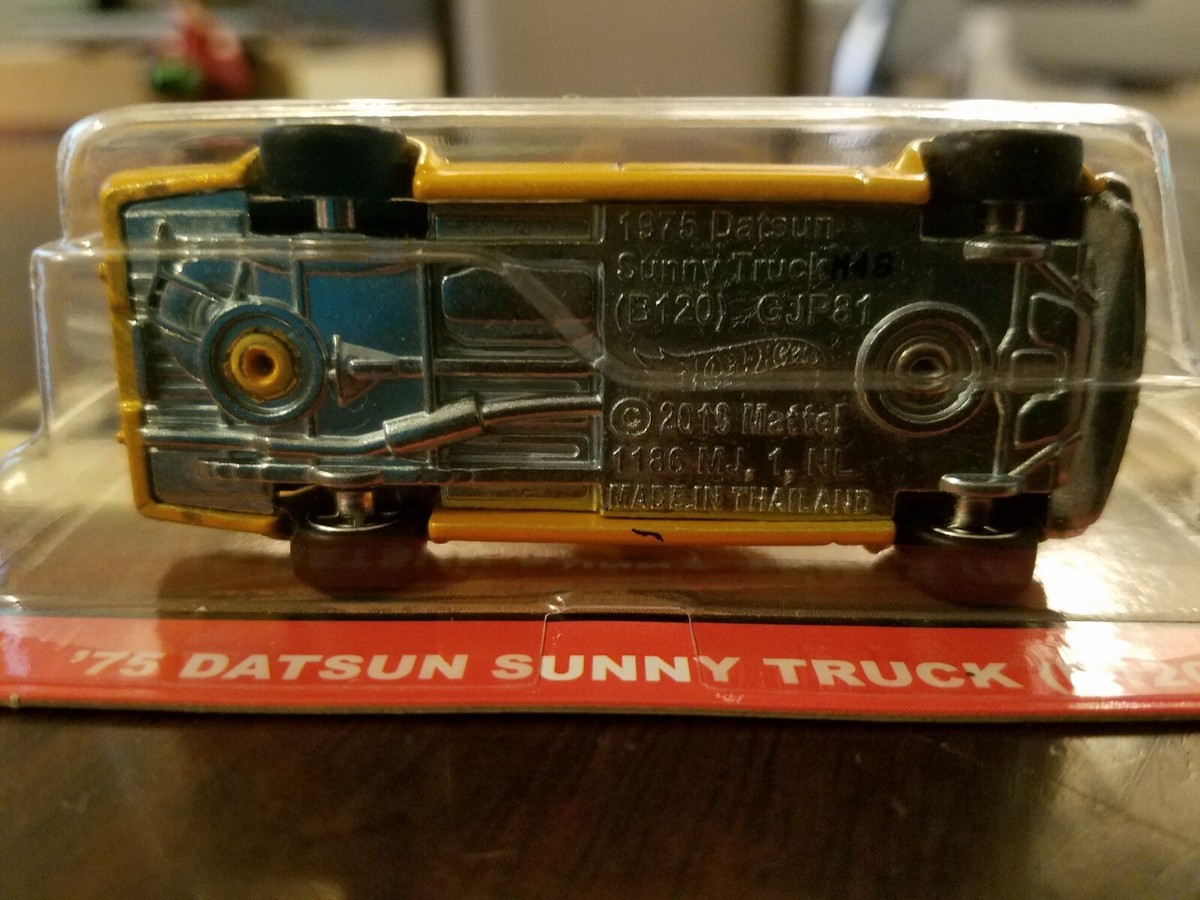 1975 Datsun
Sunny Truck M48
(B120) GJP81
Hot Wheels
© 2019 Mattel
1186 MJ, 1, NL
MADE IN THAILAND
'75 DATSUN SUNNY TRUCK (